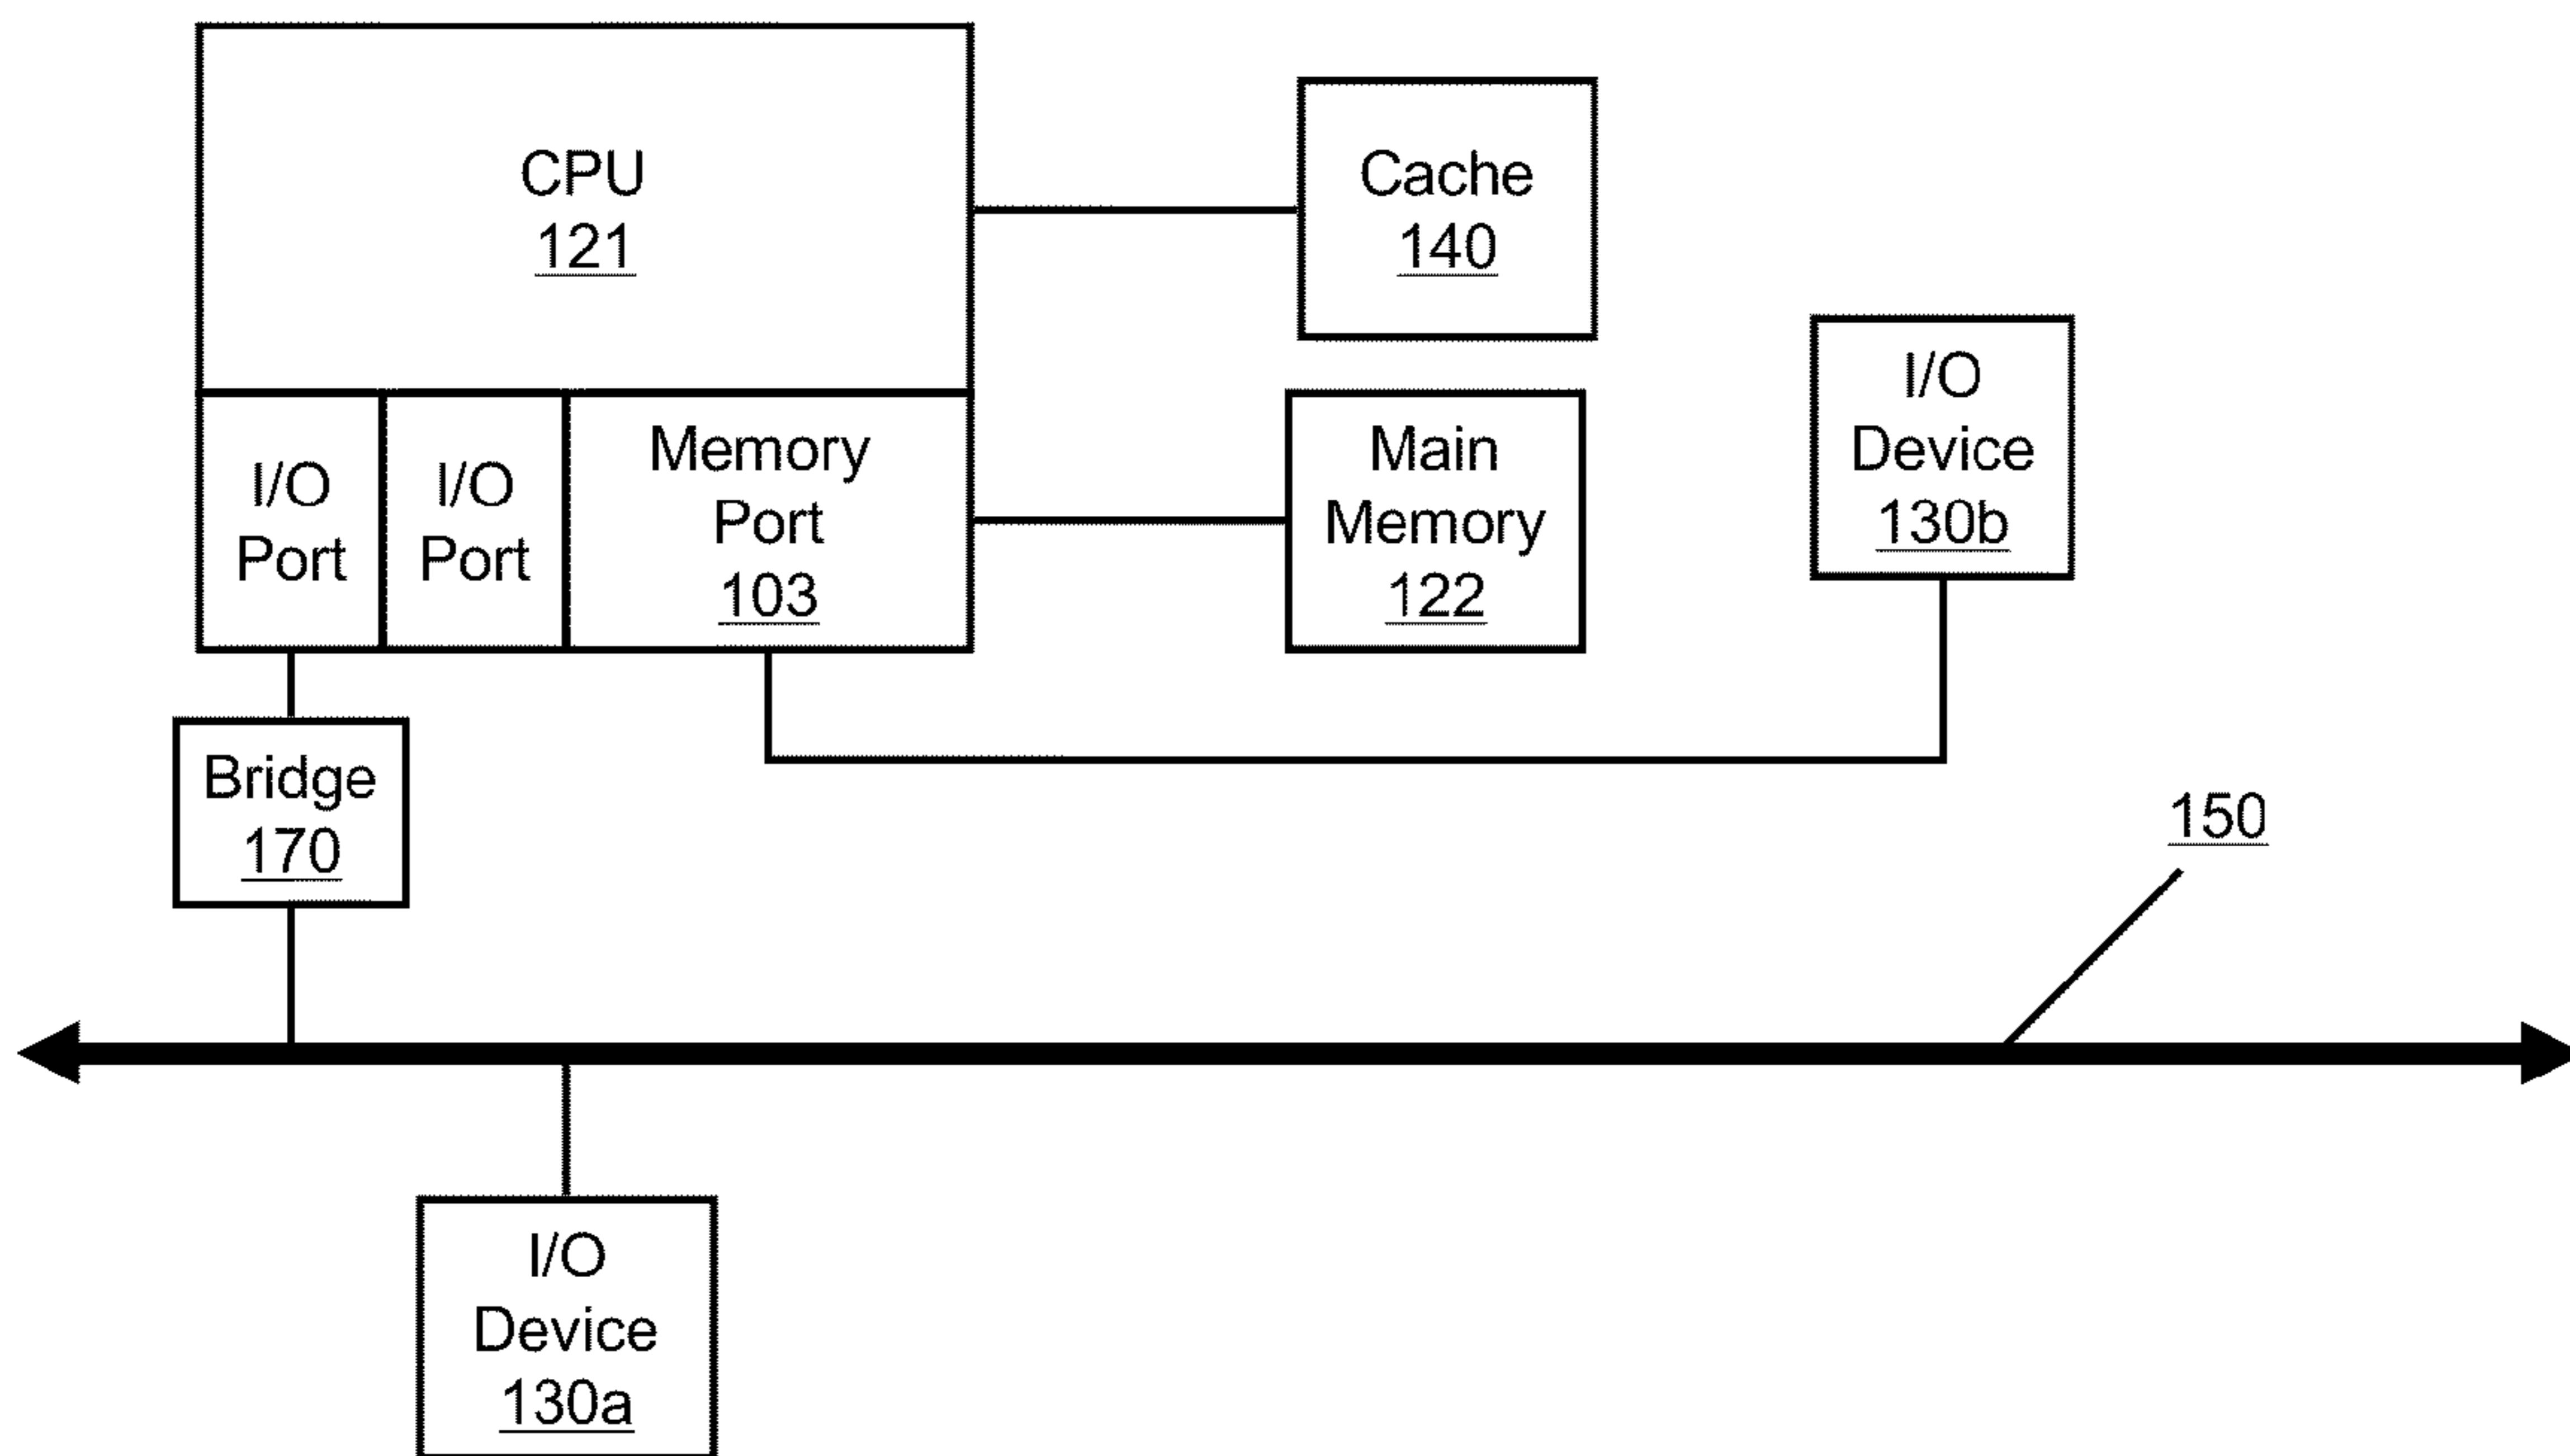 CPU
121
Cache
140
I/O
Device
130b
I/O
Port
I/O
Port
Memory
Port
103
Main
Memory
122
Bridge
170
150
I/O
Device
130a